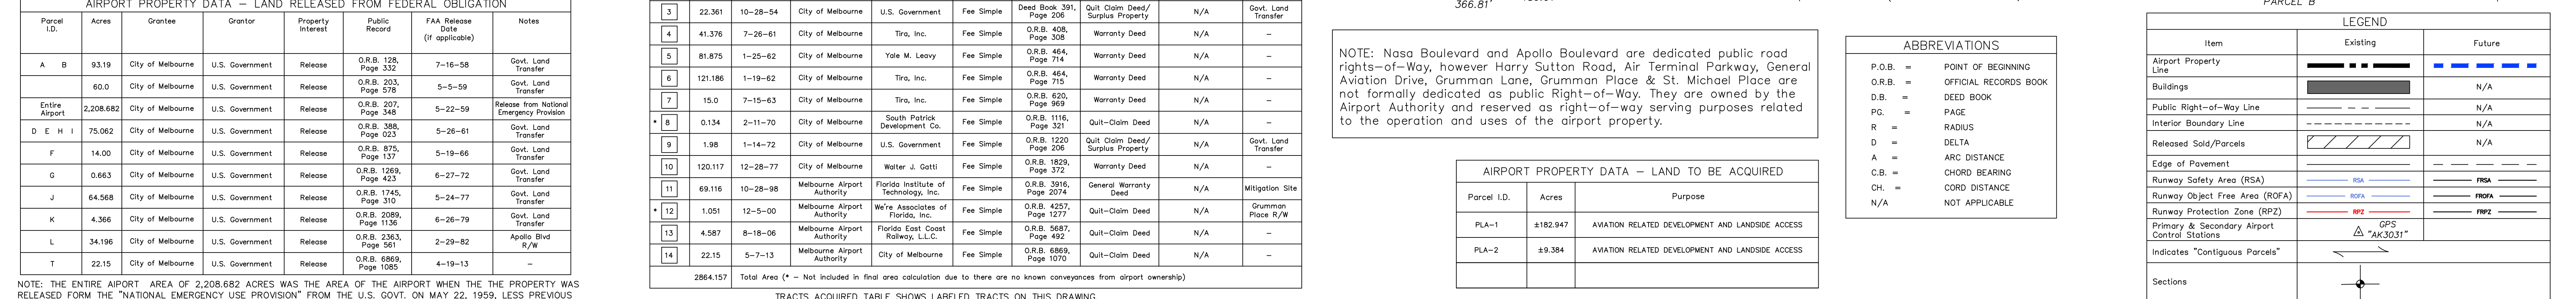 AIRPORT PROPERTY DATA – LAND RELEASED FROM FEDERAL OBLIGATION
Parcel I.D. Acres Grantee Grantor Property Interest Public Record FAA Release Date (if applicable) Notes
A B 93.19 City of Melbourne U.S. Government Release O.R.B. 128, Page 332 7-16-58 Govt. Land Transfer
60.0 City of Melbourne U.S. Government Release O.R.B. 203, Page 578 5-5-59 Govt. Land Transfer
Entire Airport 2,208.682 City of Melbourne U.S. Government Release O.R.B. 207, Page 348 5-22-59 Release from National Emergency Provision
D E H I 75.062 City of Melbourne U.S. Government Release O.R.B. 388, Page 023 5-26-61 Govt. Land Transfer
F 14.00 City of Melbourne U.S. Government Release O.R.B. 875, Page 137 5-19-66 Govt. Land Transfer
G 0.663 City of Melbourne U.S. Government Release O.R.B. 1269, Page 423 6-27-72 Govt. Land Transfer
J 64.568 City of Melbourne U.S. Government Release O.R.B. 1745, Page 310 5-24-77 Govt. Land Transfer
K 4.366 City of Melbourne U.S. Government Release O.R.B. 2089, Page 1136 6-26-79 Govt. Land Transfer
L 34.196 City of Melbourne U.S. Government Release O.R.B. 2363, Page 561 2-29-82 Apollo Blvd R/W
T 22.15 City of Melbourne U.S. Government Release O.R.B. 6869, Page 1085 4-19-13 –
NOTE: THE ENTIRE AIPORT AREA OF 2,208.682 ACRES WAS THE AREA OF THE AIRPORT WHEN THE THE PROPERTY WAS
RELEASED FORM THE "NATIONAL EMERGENCY USE PROVISION" FROM THE U.S. GOVT. ON MAY 22, 1959, LESS PREVIOUS
3 22.361 10-28-54 City of Melbourne U.S. Government Fee Simple Deed Book 391, Page 206 Quit Claim Deed/ Surplus Property N/A Govt. Land Transfer
4 41.376 7-26-61 City of Melbourne Tira, Inc. Fee Simple O.R.B. 408, Page 308 Warranty Deed N/A –
5 81.875 1-25-62 City of Melbourne Yale M. Leavy Fee Simple O.R.B. 464, Page 714 Warranty Deed N/A –
6 121.186 1-19-62 City of Melbourne Tira, Inc. Fee Simple O.R.B. 464, Page 715 Warranty Deed N/A –
7 15.0 7-15-63 City of Melbourne Tira, Inc. Fee Simple O.R.B. 620, Page 969 Warranty Deed N/A –
* 8 0.134 2-11-70 City of Melbourne South Patrick Development Co. Fee Simple O.R.B. 1116, Page 321 Quit-Claim Deed N/A –
9 1.98 1-14-72 City of Melbourne U.S. Government Fee Simple O.R.B. 1220 Page 206 Quit Claim Deed/ Surplus Property N/A Govt. Land Transfer
10 120.117 12-28-77 City of Melbourne Walter J. Gatti Fee Simple O.R.B. 1829, Page 372 Warranty Deed N/A –
11 69.116 10-28-98 Melbourne Airport Authority Florida Institute of Technology, Inc. Fee Simple O.R.B. 3916, Page 2074 General Warranty Deed N/A Mitigation Site
* 12 1.051 12-5-00 Melbourne Airport Authority We're Associates of Florida, Inc. Fee Simple O.R.B. 4257, Page 1277 Quit-Claim Deed N/A Grumman Place R/W
13 4.587 8-18-06 Melbourne Airport Authority Florida East Coast Railway, L.L.C. Fee Simple O.R.B. 5687, Page 492 Quit-Claim Deed N/A –
14 22.15 5-7-13 Melbourne Airport Authority City of Melbourne Fee Simple O.R.B. 6869, Page 1070 Quit-Claim Deed N/A –
2864.157 Total Area (* – Not included in final area calculation due to there are no known conveyances from airport ownership)
TRACTS ACQUIRED TABLE SHOWS LABELED TRACTS ON THIS DRAWING
366.81'
NOTE: Nasa Boulevard and Apollo Boulevard are dedicated public road
rights-of-Way, however Harry Sutton Road, Air Terminal Parkway, General
Aviation Drive, Grumman Lane, Grumman Place & St. Michael Place are
not formally dedicated as public Right-of-Way. They are owned by the
Airport Authority and reserved as right-of-way serving purposes related
to the operation and uses of the airport property.
AIRPORT PROPERTY DATA – LAND TO BE ACQUIRED
Parcel I.D. Acres Purpose
PLA-1 ±182.947 AVIATION RELATED DEVELOPMENT AND LANDSIDE ACCESS
PLA-2 ±9.384 AVIATION RELATED DEVELOPMENT AND LANDSIDE ACCESS
ABBREVIATIONS
P.O.B. = POINT OF BEGINNING
O.R.B. = OFFICIAL RECORDS BOOK
D.B. = DEED BOOK
PG. = PAGE
R = RADIUS
D = DELTA
A = ARC DISTANCE
C.B. = CHORD BEARING
CH. = CORD DISTANCE
N/A NOT APPLICABLE
PARCEL B
LEGEND
Item Existing Future
Airport Property Line
Buildings N/A
Public Right-of-Way Line N/A
Interior Boundary Line N/A
Released Sold/Parcels N/A
Edge of Pavement
Runway Safety Area (RSA) RSA FRSA
Runway Object Free Area (ROFA) ROFA FROFA
Runway Protection Zone (RPZ) RPZ FRPZ
Primary & Secondary Airport Control Stations GPS "AK3031"
Indicates "Contiguous Parcels"
Sections